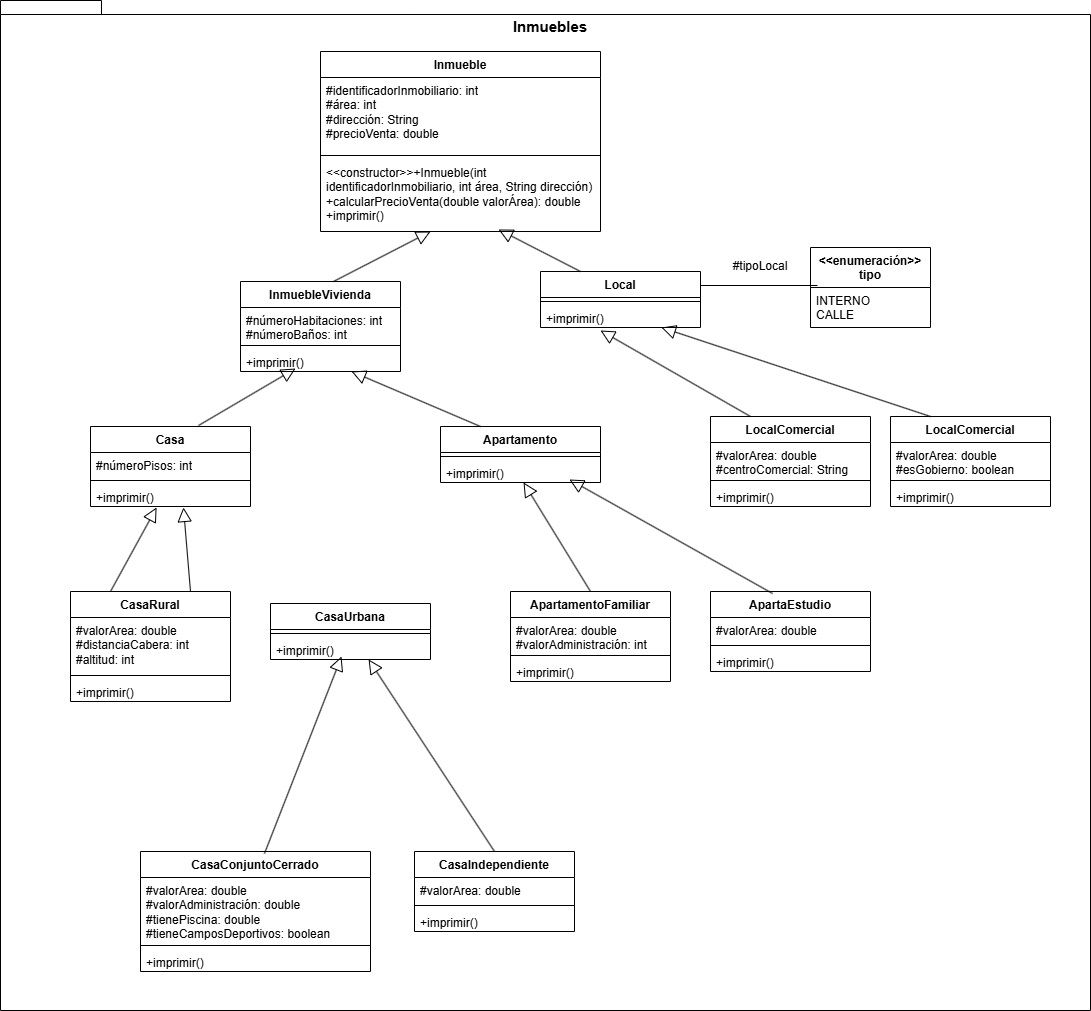 Inmuebles
Inmueble
#identificadorInmobiliario: int
#área: int
#dirección: String
#precioVenta: double
<<constructor>>+Inmueble(int
identificadorInmobiliario, int área, String dirección)
+calcularPrecioVenta(double valorÁrea): double
+imprimir()
InmuebleVivienda
#númeroHabitaciones: int
#númeroBaños: int
+imprimir()
Local
+imprimir()
#tipoLocal
<<enumeración>>
tipo
INTERNO
CALLE
Casa
#númeroPisos: int
+imprimir()
Apartamento
+imprimir()
LocalComercial
#valorArea: double
#centroComercial: String
+imprimir()
LocalComercial
#valorArea: double
#esGobierno: boolean
+imprimir()
CasaRural
#valorArea: double
#distanciaCabera: int
#altitud: int
+imprimir()
CasaUrbana
+imprimir()
ApartamentoFamiliar
#valorArea: double
#valorAdministración: int
+imprimir()
ApartaEstudio
#valorArea: double
+imprimir()
CasaConjuntoCerrado
#valorArea: double
#valorAdministración: double
#tienePiscina: double
#tieneCamposDeportivos: boolean
+imprimir()
CasaIndependiente
#valorArea: double
+imprimir()